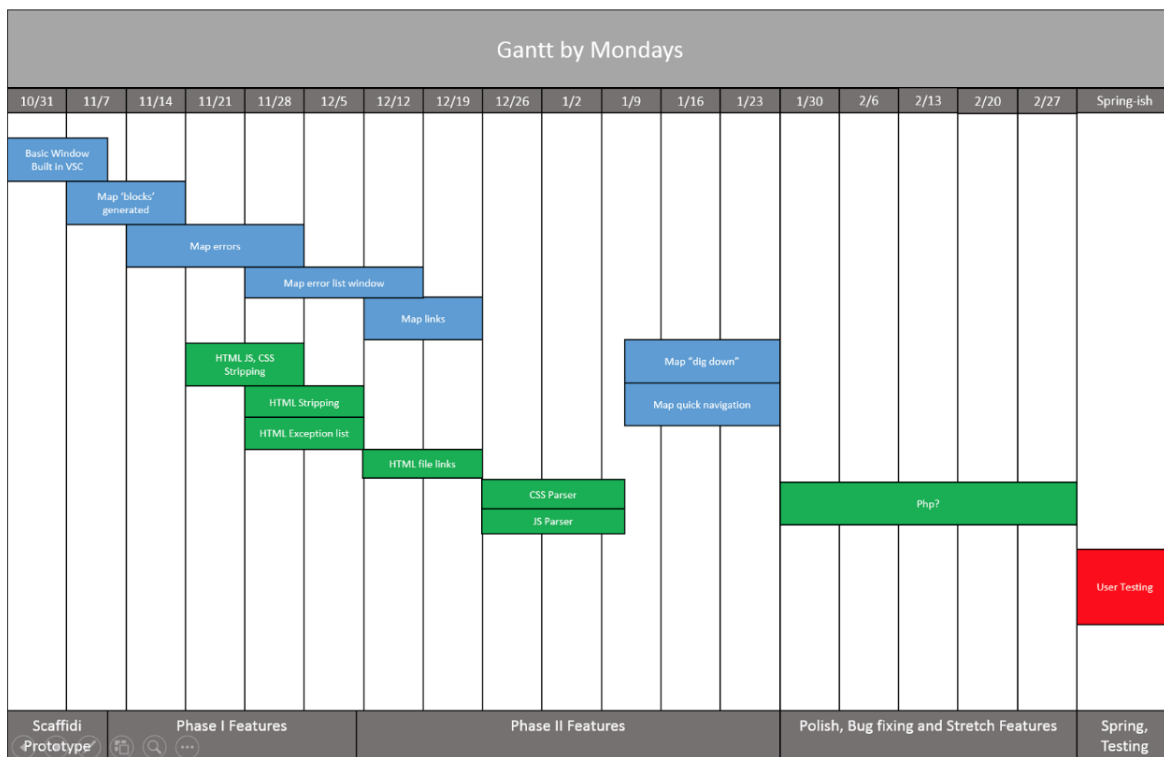 Gantt by Mondays
10/31 11/7 11/14 11/21 11/28 12/5 12/12 12/19 12/26 1/2 1/9 1/16 1/23 1/30 2/6 2/13 2/20 2/27 Spring-ish
Basic Window
Built in VSC
Map ‘blocks’
generated
Map errors
Map error list window
Map links
HTML JS, CSS
Stripping
Map “dig down”
HTML Stripping
Map quick navigation
HTML Exception list
HTML file links
CSS Parser
Php?
JS Parser
User Testing
Scaffidi
Prototype
Phase I Features
Phase II Features
Polish, Bug fixing and Stretch Features
Spring,
Testing